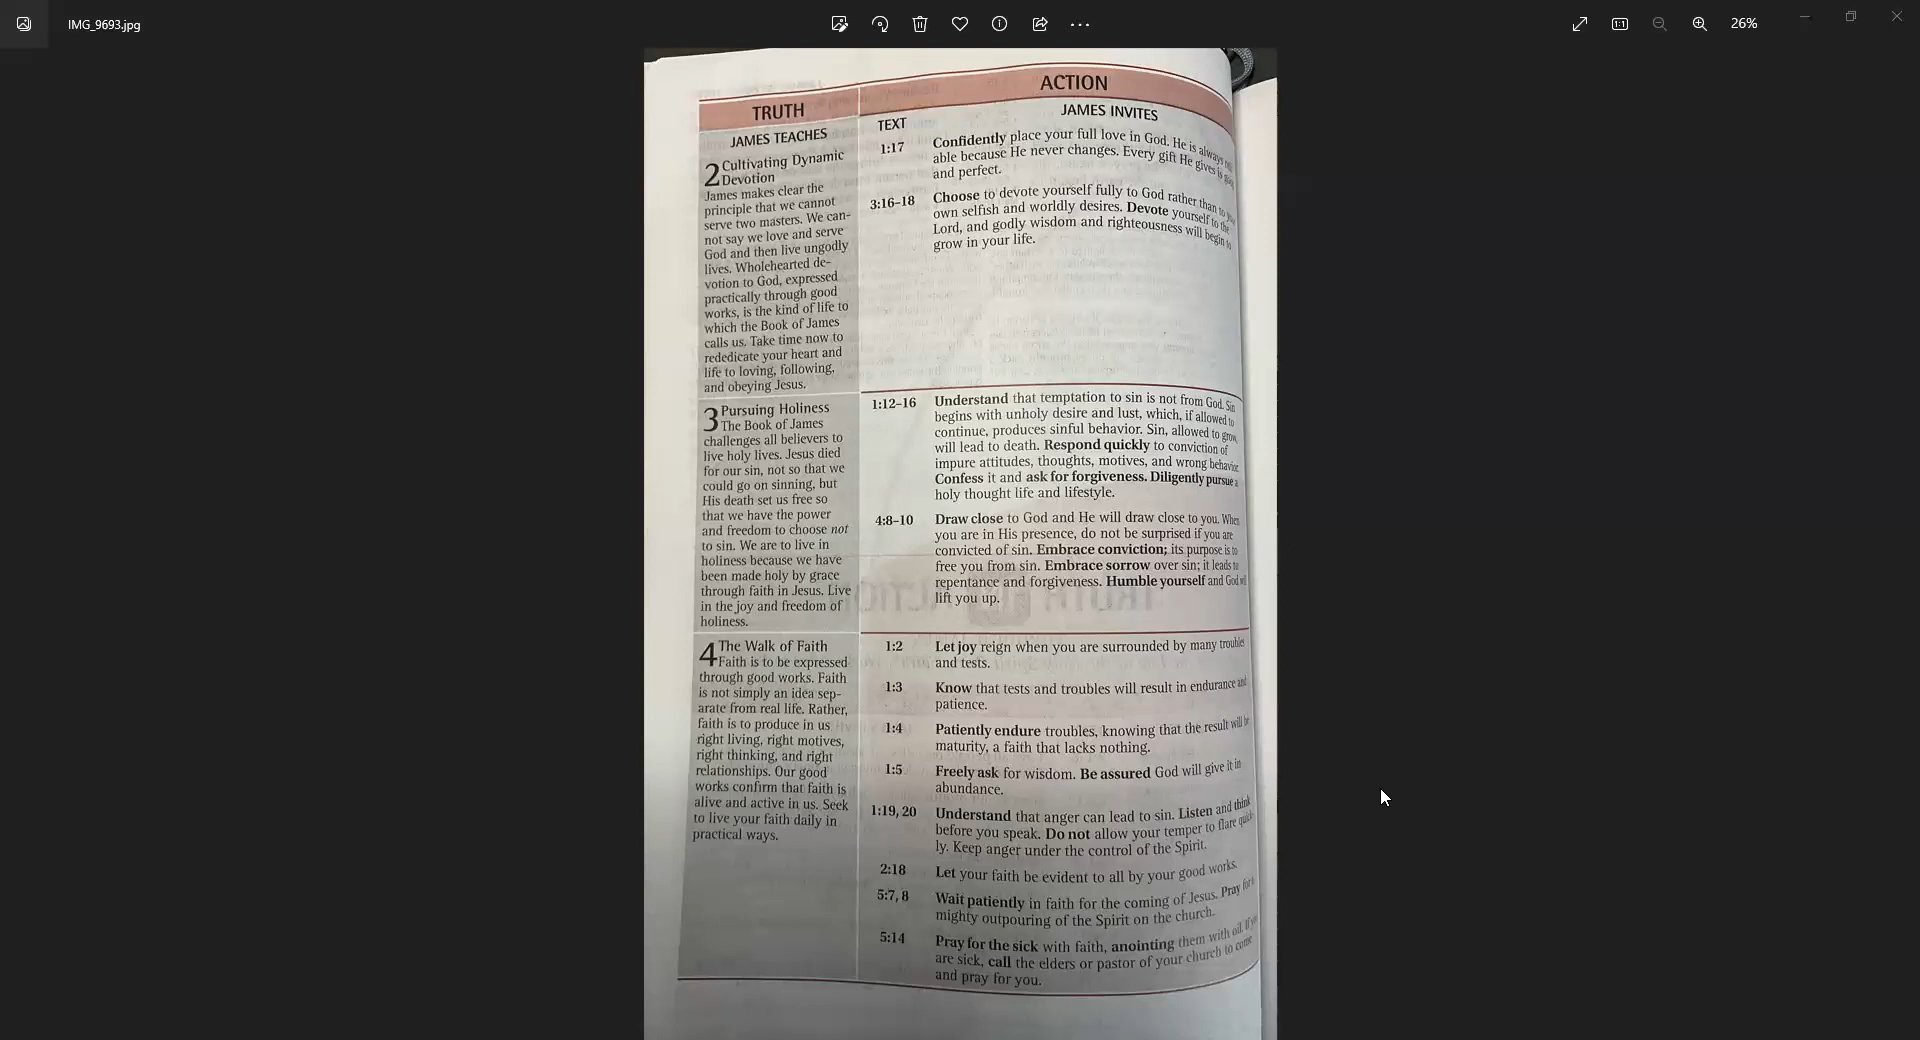 IMG_9693.jpg
26%
TRUTH
ACTION
JAMES TEACHES
TEXT
JAMES INVITES
2 Cultivating Dynamic
Devotion
James makes clear the
principle that we cannot
serve two masters. We can-
not say we love and serve
God and then live ungodly
lives. Wholehearted de-
votion to God, expressed
practically through good
works, is the kind of life to
which the Book of James
calls us. Take time now to
rededicate your heart and
life to loving, following,
and obeying Jesus.
1:17 Confidently place your full love in God. He is always
able because He never changes. Every gift He gives is
and perfect.
3:16–18 Choose to devote yourself fully to God rather than to
own selfish and worldly desires. Devote yourself to the
Lord, and godly wisdom and righteousness will begin to
grow in your life.
3 Pursuing Holiness
The Book of James
challenges all believers to
live holy lives. Jesus died
for our sin, not so that we
could go on sinning, but
His death set us free so
that we have the power
and freedom to choose not
to sin. We are to live in
holiness because we have
been made holy by grace
through faith in Jesus. Live
in the joy and freedom of
holiness.
1:12–16 Understand that temptation to sin is not from God. Sin
begins with unholy desire and lust, which, if allowed to
continue, produces sinful behavior. Sin, allowed to grow,
will lead to death. Respond quickly to conviction of
impure attitudes, thoughts, motives, and wrong behavior.
Confess it and ask for forgiveness. Diligently pursue a
holy thought life and lifestyle.
4:8–10 Draw close to God and He will draw close to you. When
you are in His presence, do not be surprised if you are
convicted of sin. Embrace conviction; its purpose is to
free you from sin. Embrace sorrow over sin; it leads to
repentance and forgiveness. Humble yourself and God will
lift you up.
4 The Walk of Faith
Faith is to be expressed
through good works. Faith
is not simply an idea sep-
arate from real life. Rather,
faith is to produce in us
right living, right motives,
right thinking, and right
relationships. Our good
works confirm that faith is
alive and active in us. Seek
to live your faith daily in
practical ways.
1:2 Let joy reign when you are surrounded by many troubles
and tests.
1:3 Know that tests and troubles will result in endurance and
patience.
1:4 Patiently endure troubles, knowing that the result will be
maturity, a faith that lacks nothing.
1:5 Freely ask for wisdom. Be assured God will give it in
abundance.
1:19, 20 Understand that anger can lead to sin. Listen and think
before you speak. Do not allow your temper to flare quick-
ly. Keep anger under the control of the Spirit.
2:18 Let your faith be evident to all by your good works.
5:7, 8 Wait patiently in faith for the coming of Jesus. Pray for a
mighty outpouring of the Spirit on the church.
5:14 Pray for the sick with faith, anointing them with oil. If you
are sick, call the elders or pastor of your church to come
and pray for you.